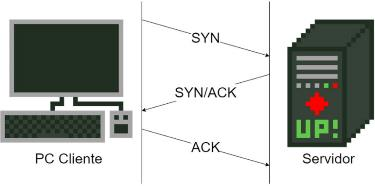 SYN
SYN/ACK
ACK
UP!
PC Cliente
Servidor